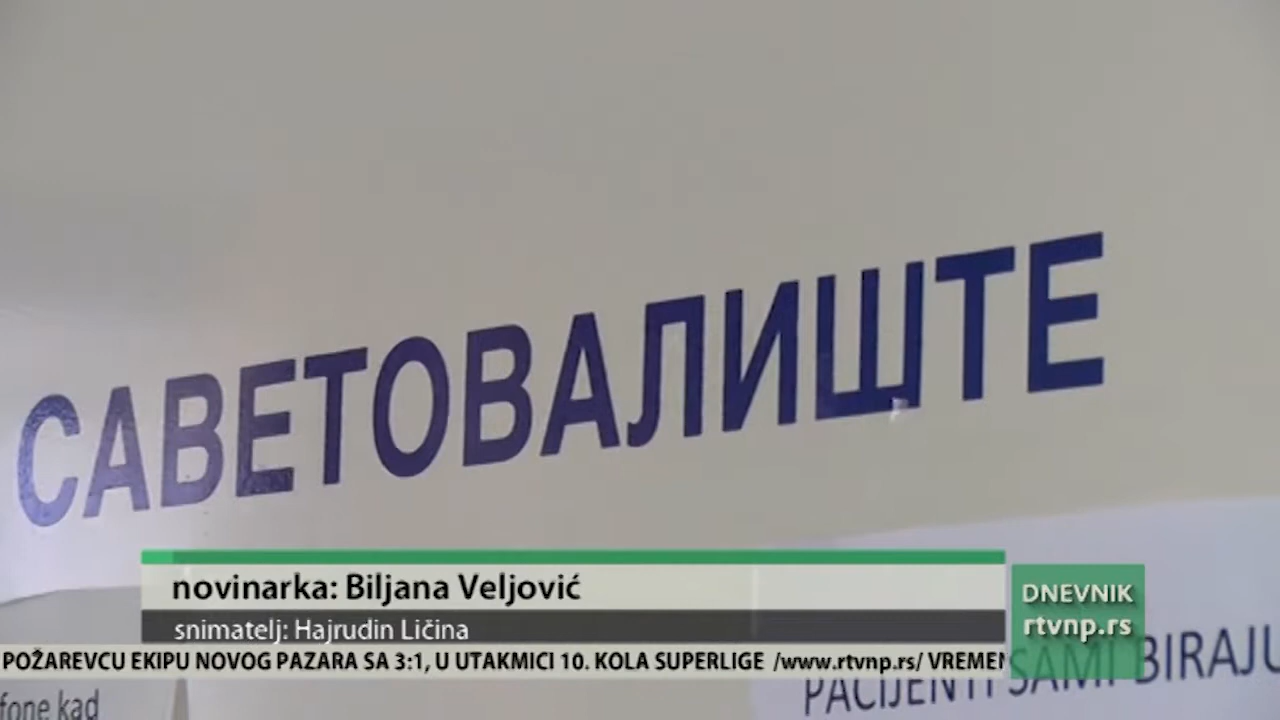 САВЕТОВАЛИШТЕ
novinarka: Biljana Veljović
snimatelj: Hajrudin Ličina
DNEVNIK
rtvnp.rs
POŽAREVCU EKIPU NOVOG PAZARA SA 3:1, U UTAKMICI 10. KOLA SUPERLIGE /www.rtvnp.rs/ VREMEN
PACIJENTI SAMI BIRAJU
fone kad